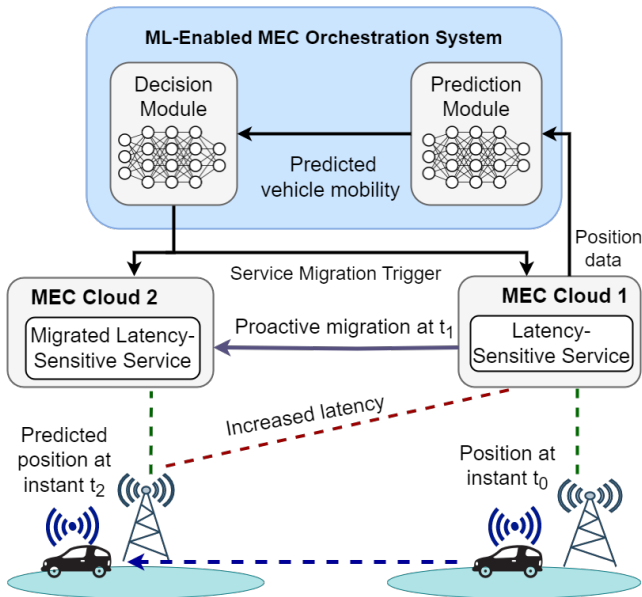 ML-Enabled MEC Orchestration System
Decision
Module
Prediction
Module
Predicted
vehicle mobility
Position
data
Service Migration Trigger
MEC Cloud 2
Migrated Latency-
Sensitive Service
Proactive migration at t₁
MEC Cloud 1
Latency-
Sensitive Service
Increased latency
Predicted
position at
instant t₂
Position at
instant t₀